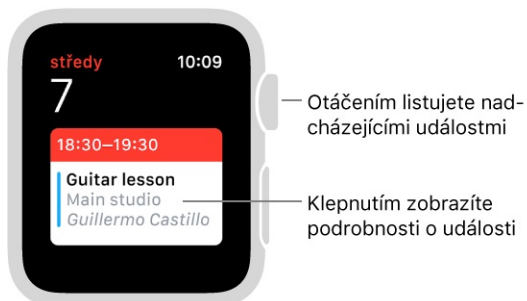 středy
10:09
7
18:30–19:30
Guitar lesson
Main studio
Guillermo Castillo
Otáčením listujete nad-
cházejícími událostmi
Klepnutím zobrazíte
podrobnosti o události